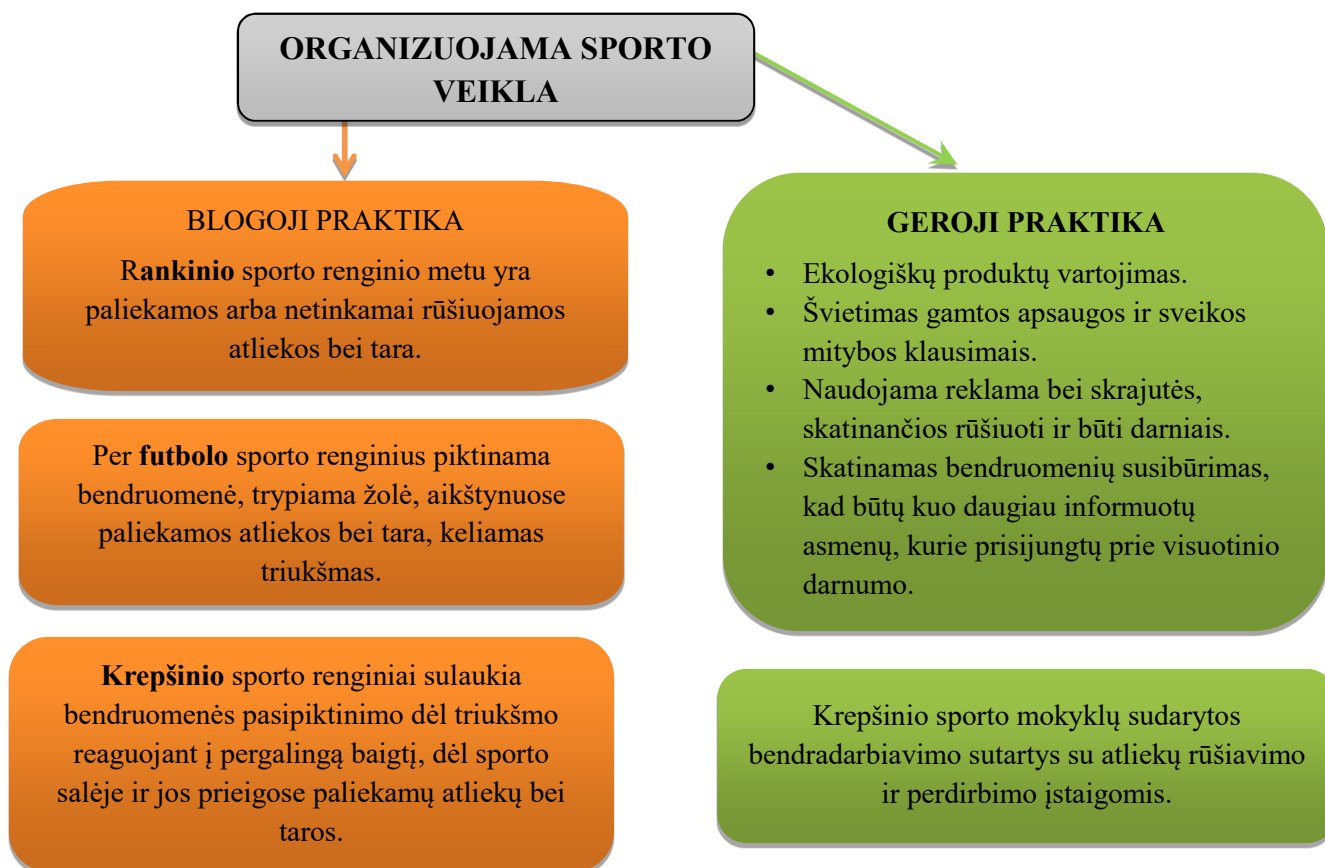 ORGANIZUOJAMA SPORTO
VEIKLA
BLOGOJI PRAKTIKA
Rankinio sporto renginio metu yra
paliekamos arba netinkamai rūšiuojamos
atliekos bei tara.
Per futbolo sporto renginius piktinama
bendruomenė, trypiama žolė, aikštynuose
paliekamos atliekos bei tara, keliamas
triukšmas.
Krepšinio sporto renginiai sulaukia
bendruomenės pasipiktinimo dėl triukšmo
reaguojant į pergalingą baigtį, dėl sporto
salėje ir jos prieigose paliekamų atliekų bei
taros.
GEROJI PRAKTIKA
• Ekologiškų produktų vartojimas.
• Švietimas gamtos apsaugos ir sveikos
mitybos klausimais.
• Naudojama reklama bei skrajutės,
skatinančios rūšiuoti ir būti darniais.
• Skatinamas bendruomenių susibūrimas,
kad būtų kuo daugiau informuotų
asmenų, kurie prisijungtų prie visuotinio
darnumo.
Krepšinio sporto mokyklų sudarytos
bendradarbiavimo sutartys su atliekų rūšiavimo
ir perdirbimo įstaigomis.